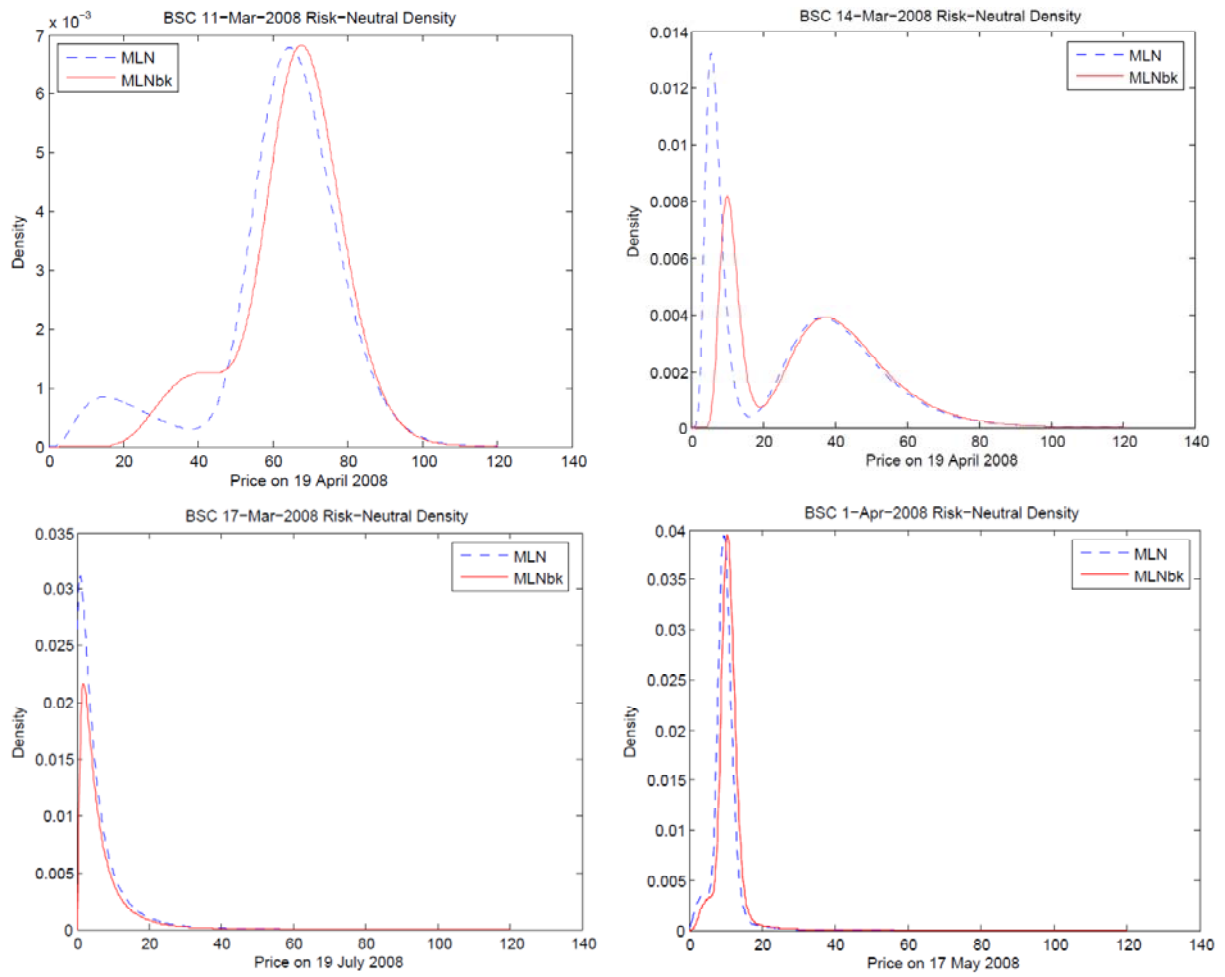 BSC 11-Mar-2008 Risk-Neutral Density
x 10^-3
7
6
5
4
3
2
1
0
Density
MLN
MLNbk
0 20 40 60 80 100 120 140
Price on 19 April 2008
BSC 14-Mar-2008 Risk-Neutral Density
0.014
0.012
0.01
0.008
0.006
0.004
0.002
0
Density
MLN
MLNbk
0 20 40 60 80 100 120 140
Price on 19 April 2008
BSC 17-Mar-2008 Risk-Neutral Density
0.035
0.03
0.025
0.02
0.015
0.01
0.005
0
Density
MLN
MLNbk
0 20 40 60 80 100 120 140
Price on 19 July 2008
BSC 1-Apr-2008 Risk-Neutral Density
0.04
0.035
0.03
0.025
0.02
0.015
0.01
0.005
0
Density
MLN
MLNbk
0 20 40 60 80 100 120 140
Price on 17 May 2008